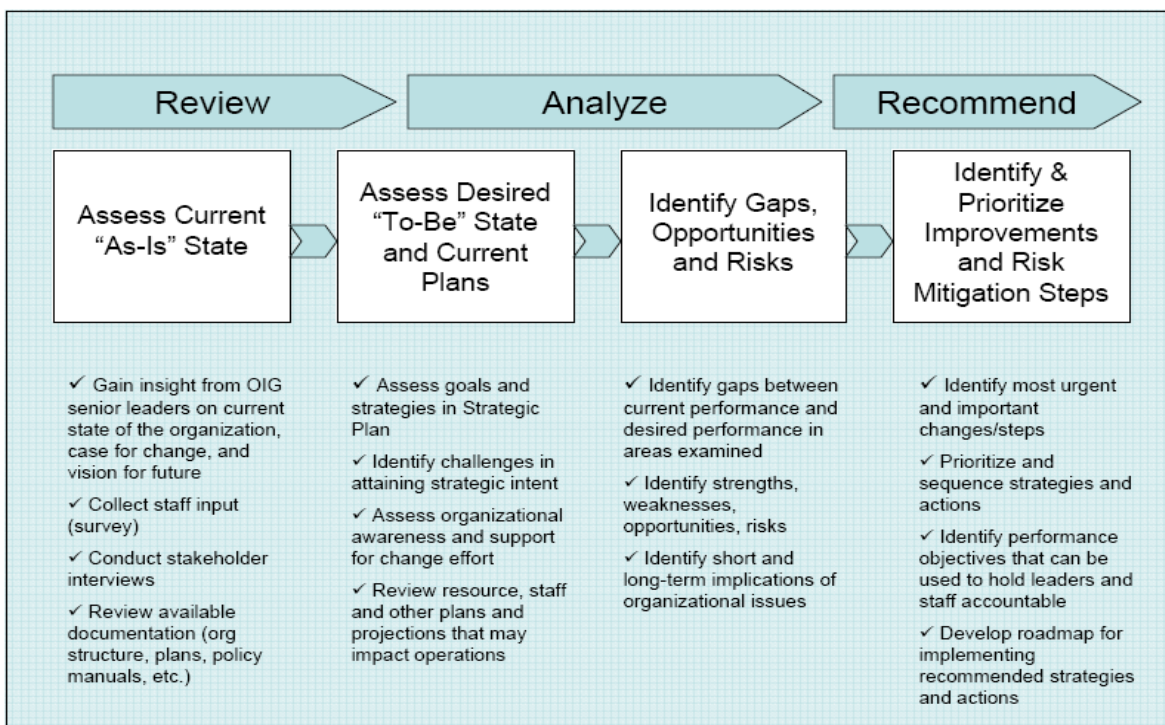 Review
Analyze
Recommend
Assess Current
“As-Is” State
Assess Desired
“To-Be” State
and Current
Plans
Identify Gaps,
Opportunities
and Risks
Identify &
Prioritize
Improvements
and Risk
Mitigation Steps
✓ Gain insight from OIG
senior leaders on current
state of the organization,
case for change, and
vision for future
✓ Collect staff input
(survey)
✓ Conduct stakeholder
interviews
✓ Review available
documentation (org
structure, plans, policy
manuals, etc.)
✓ Assess goals and
strategies in Strategic
Plan
✓ Identify challenges in
attaining strategic intent
✓ Assess organizational
awareness and support
for change effort
✓ Review resource, staff
and other plans and
projections that may
impact operations
✓ Identify gaps between
current performance and
desired performance in
areas examined
✓ Identify strengths,
weaknesses,
opportunities, risks
✓ Identify short and
long-term implications of
organizational issues
✓ Identify most urgent
and important
changes/steps
✓ Prioritize and
sequence strategies and
actions
✓ Identify performance
objectives that can be
used to hold leaders and
staff accountable
✓ Develop roadmap for
implementing
recommended strategies
and actions